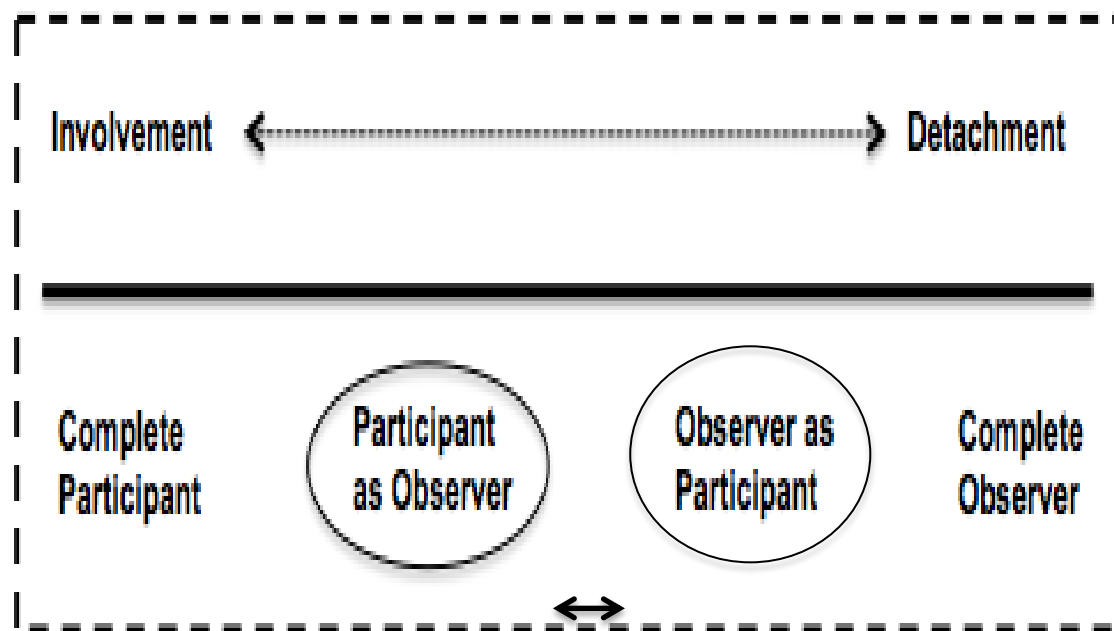 Involvement
Detachment
Complete
Participant
Participant
as Observer
Observer as
Participant
Complete
Observer